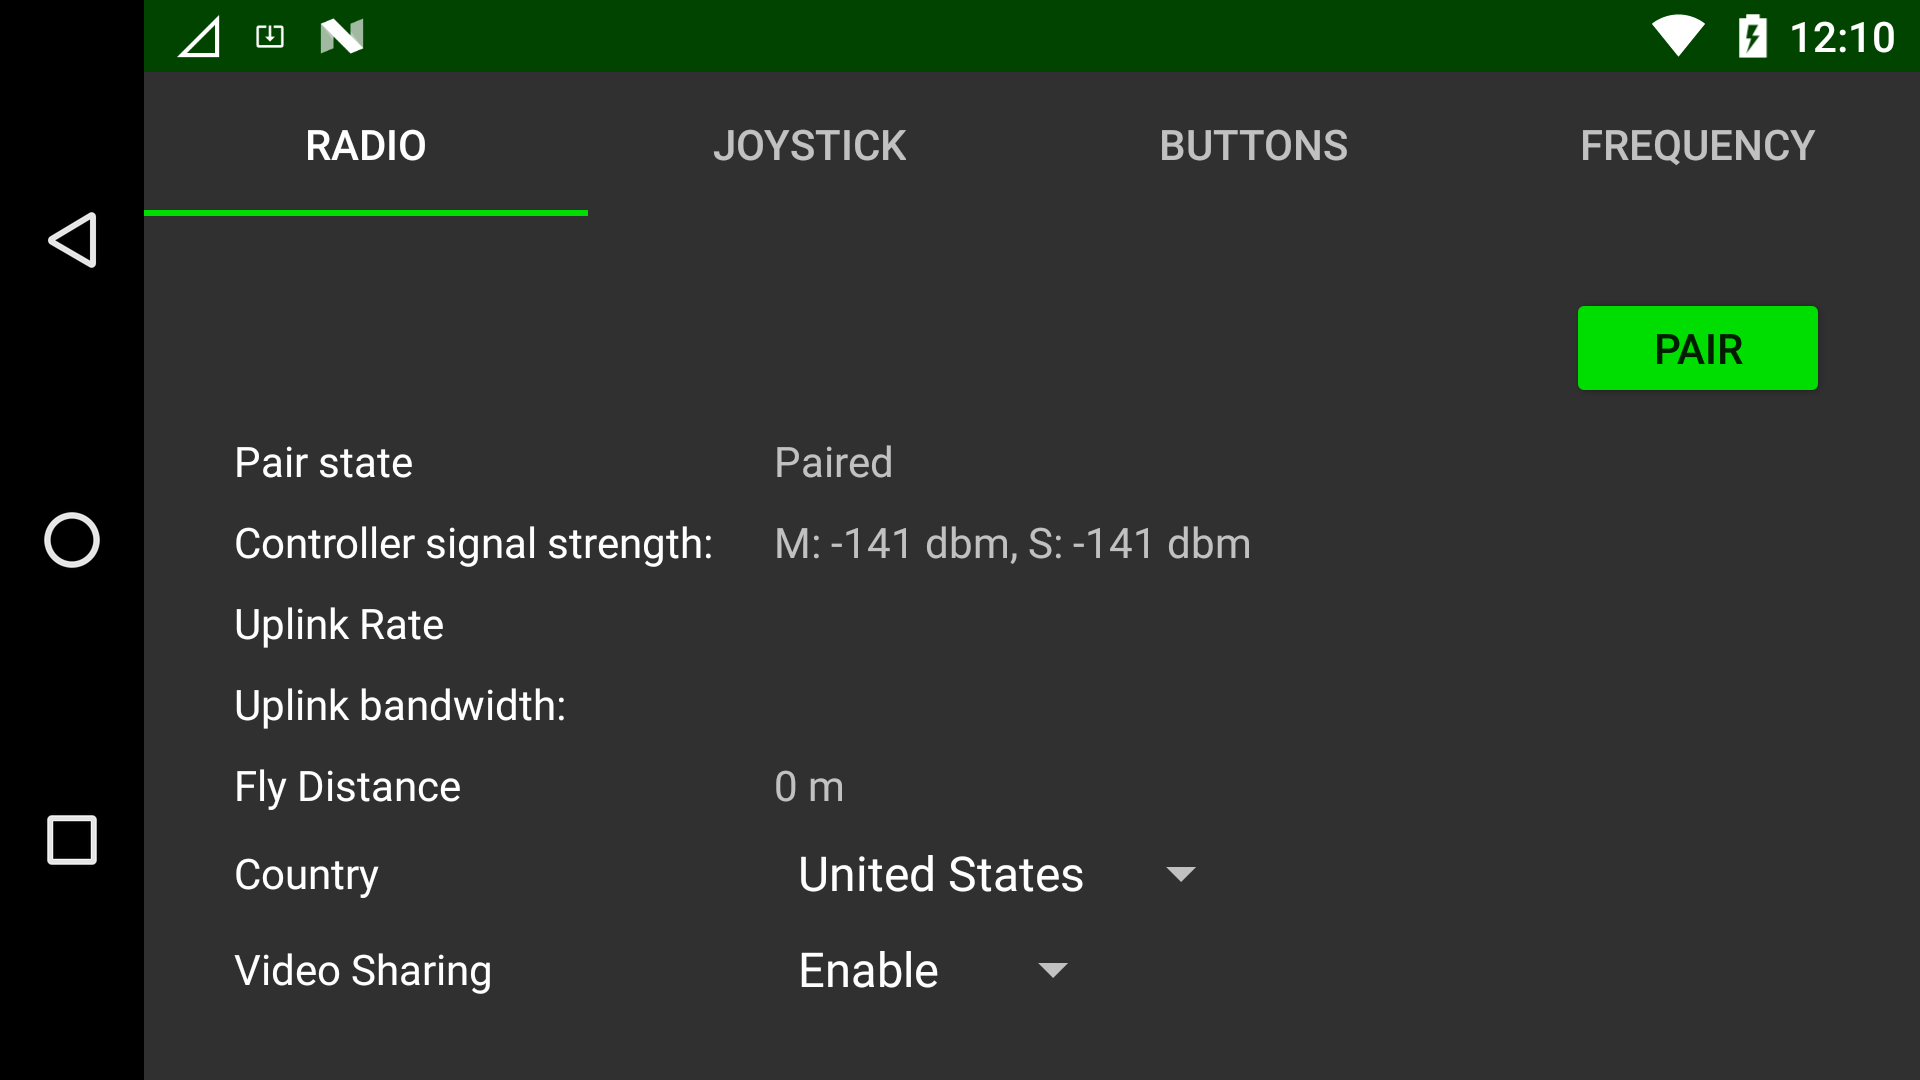 12:10
RADIO JOYSTICK BUTTONS FREQUENCY
PAIR
Pair state Paired
Controller signal strength: M: -141 dbm, S: -141 dbm
Uplink Rate
Uplink bandwidth:
Fly Distance 0 m
Country United States
Video Sharing Enable